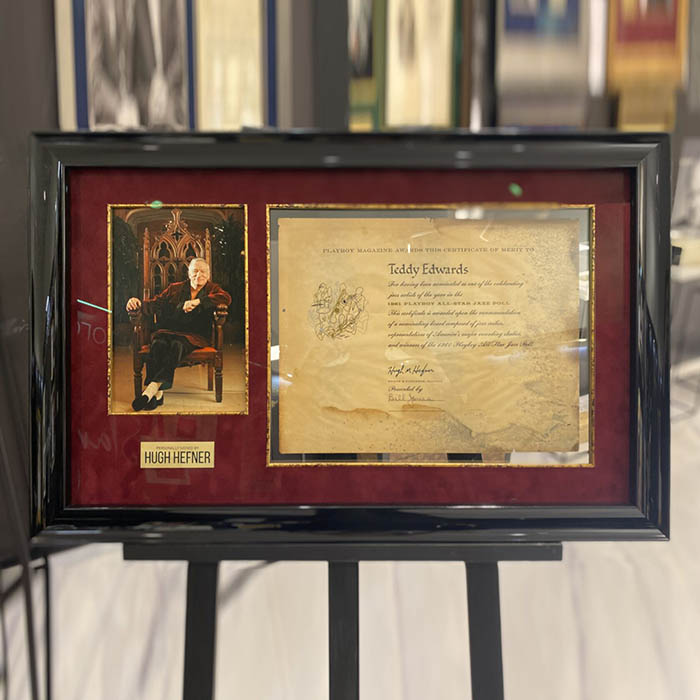 PLAYBOY MAGAZINE AWARDS THIS CERTIFICATE OF MERIT TO
Teddy Edwards
For having been nominated as one of the outstanding
jazz artists of the year in the
1961 PLAYBOY ALL-STAR JAZZ POLL
This certificate is awarded upon the recommendation
of a nominating board composed of jazz critics,
representatives of America's major recording studios,
and winners of the 1960 Playboy All-Star Jazz Poll.
Hugh M Hefner
Presented by
Bill
PERSONALLY SIGNED BY
HUGH HEFNER